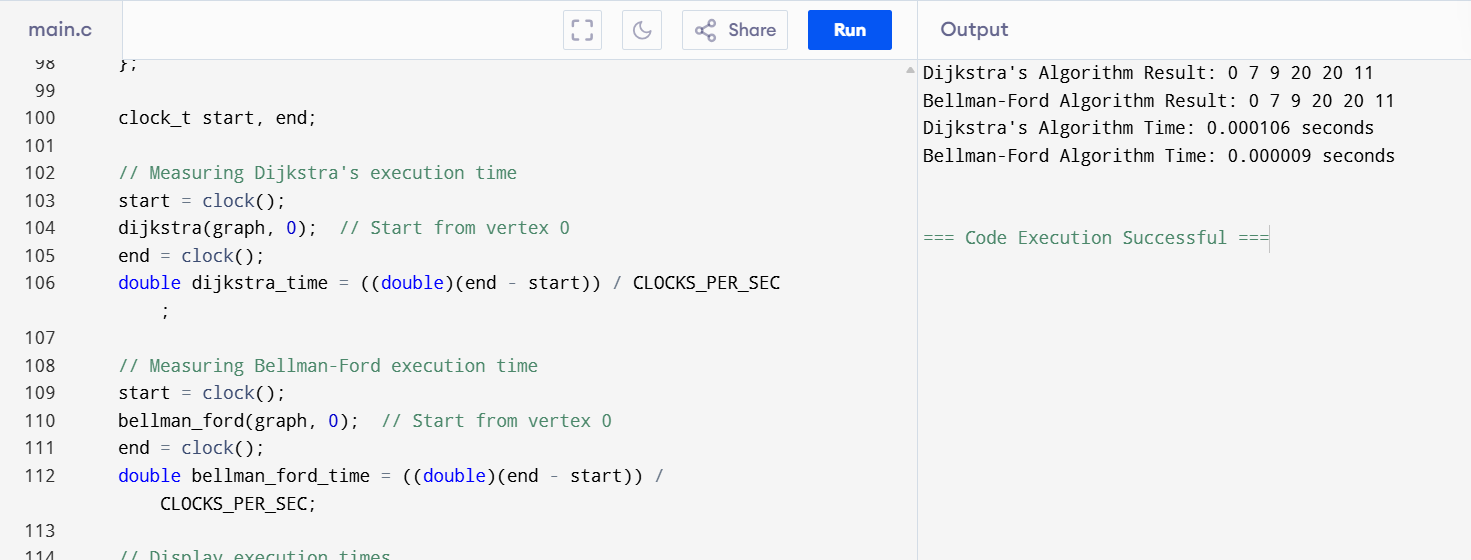 main.c
Share
Run
Output
98 };
99
100 clock_t start, end;
101
102 // Measuring Dijkstra's execution time
103 start = clock();
104 dijkstra(graph, 0);  // Start from vertex 0
105 end = clock();
106 double dijkstra_time = ((double)(end - start)) / CLOCKS_PER_SEC
;
107
108 // Measuring Bellman-Ford execution time
109 start = clock();
110 bellman_ford(graph, 0);  // Start from vertex 0
111 end = clock();
112 double bellman_ford_time = ((double)(end - start)) /
CLOCKS_PER_SEC;
113
114 // Display execution times
Dijkstra's Algorithm Result: 0 7 9 20 20 11
Bellman-Ford Algorithm Result: 0 7 9 20 20 11
Dijkstra's Algorithm Time: 0.000106 seconds
Bellman-Ford Algorithm Time: 0.000009 seconds
=== Code Execution Successful ===